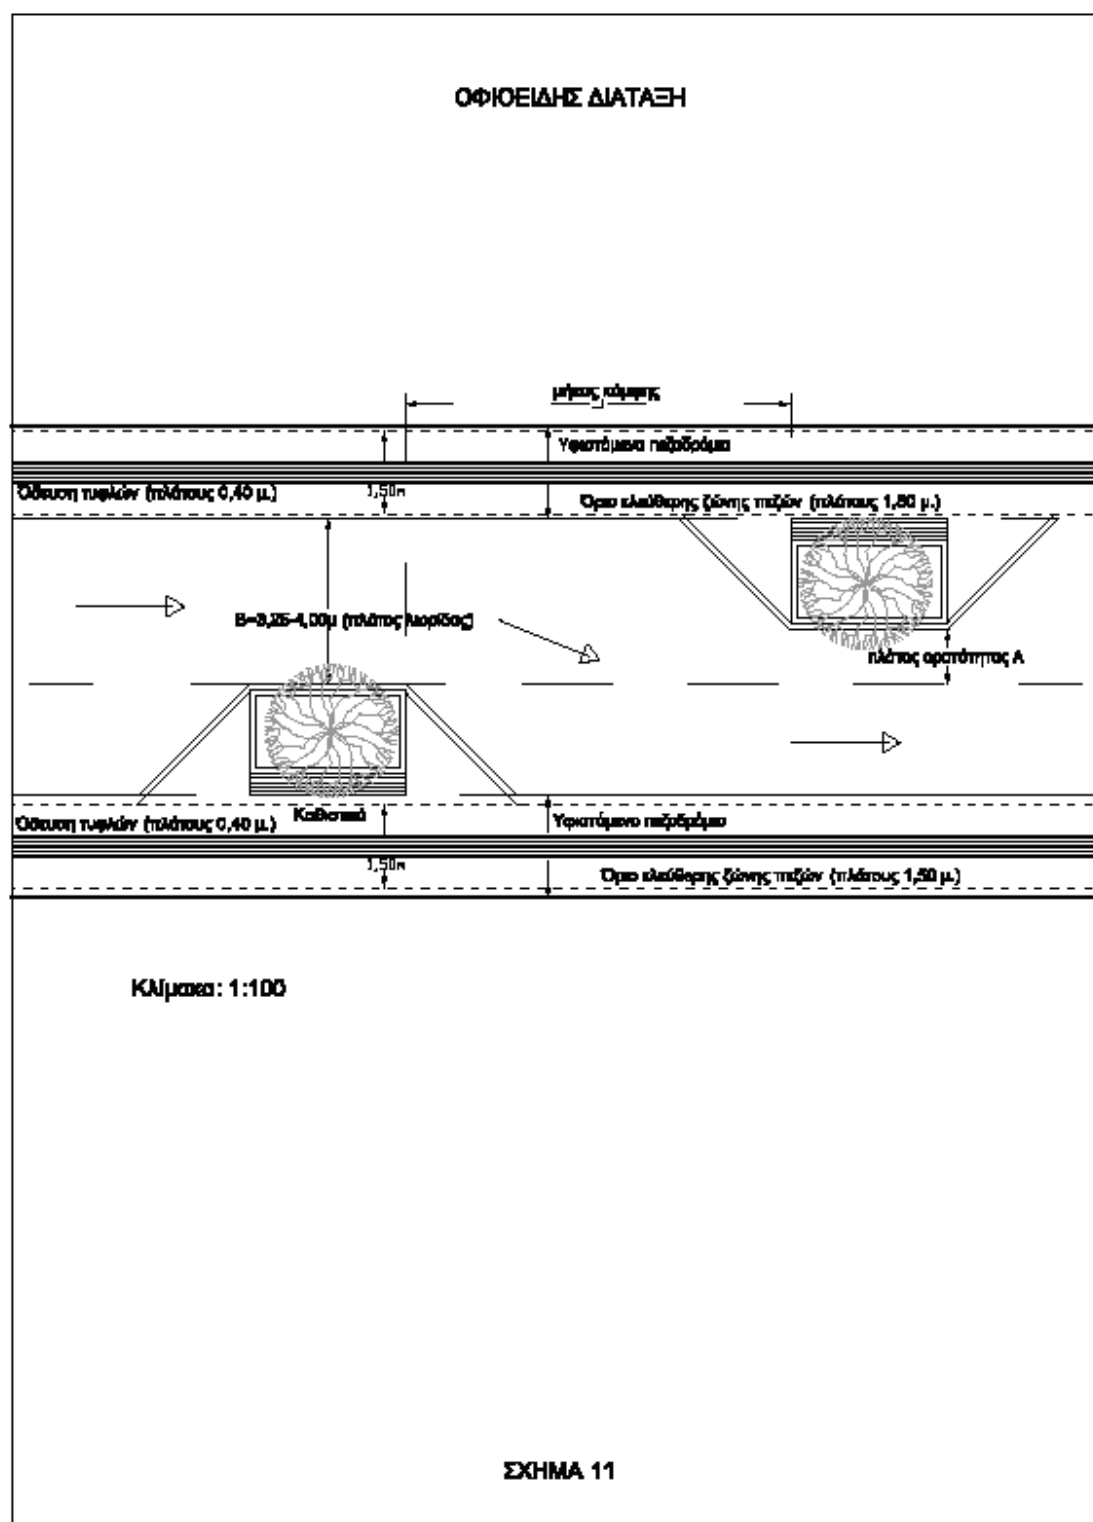 ΟΦΙΟΕΙΔΗΣ ΔΙΑΤΑΞΗ
μήκος κάμψης
Υφιστάμενο πεζοδρόμιο
Όδευση τυφλών (πλάτους 0,40 μ.)
1,50m
Όριο ελεύθερης ζώνης πεζών (πλάτους 1,50 μ.)
B=3,25-4,00μ (πλάτος λωρίδας)
πλάτος ορατότητας Α
Καθιστικό
Όδευση τυφλών (πλάτους 0,40 μ.)
Υφιστάμενο πεζοδρόμιο
1,50m
Όριο ελεύθερης ζώνης πεζών (πλάτους 1,50 μ.)
Κλίμακα: 1:100
ΣΧΗΜΑ 11